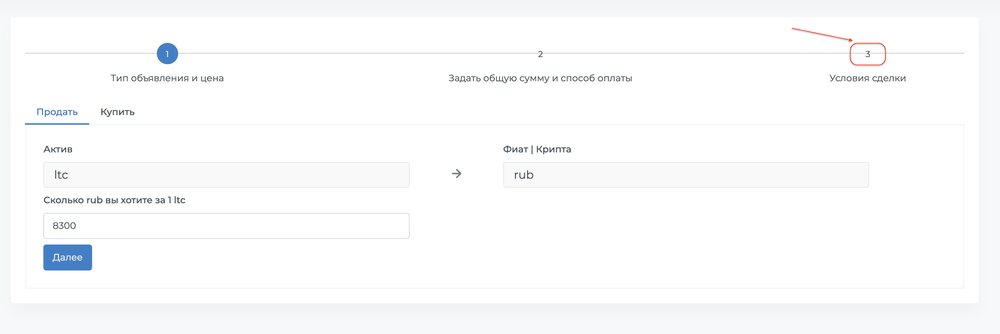 1 2 3
Тип объявления и цена Задать общую сумму и способ оплаты Условия сделки
Продать Купить
Актив Фиат | Крипта
ltc → rub
Сколько rub вы хотите за 1 ltc
8300
Далее